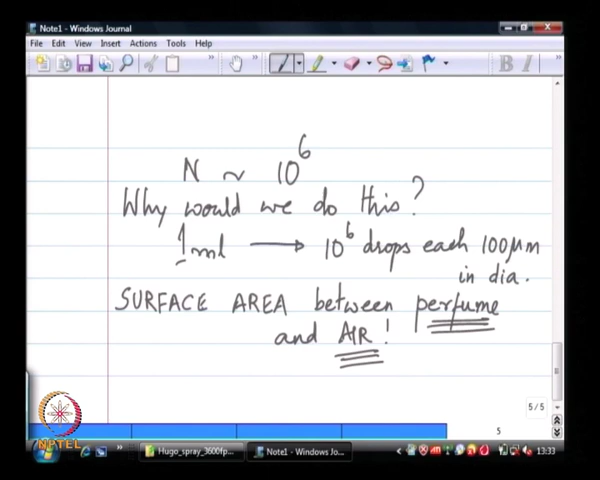 Note1 - Windows Journal
File Edit View Insert Actions Tools Help
N ~ 10^6
Why would we do this?
1ml → 10^6 drops each 100μm
in dia.
SURFACE AREA between perfume
and AIR!
5/5
5
NPTEL
Hugo_spray_3600fp...
Note1 - Windows Jo...
13:33